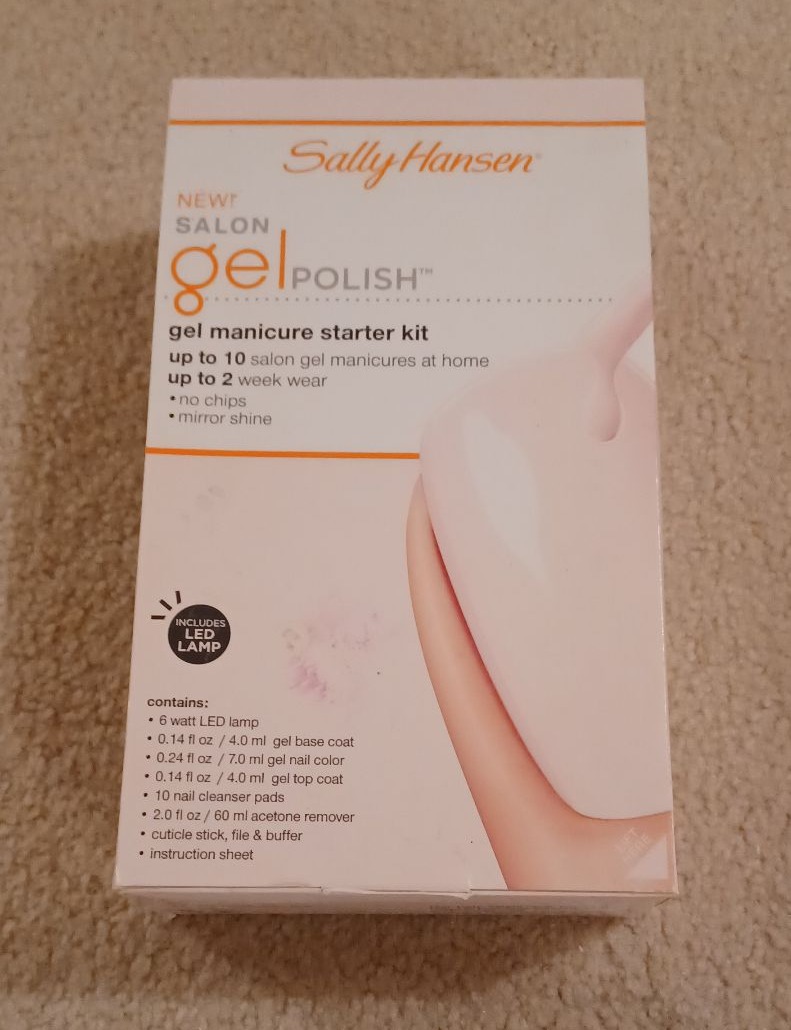 Sally Hansen
NEW!
SALON
gel POLISH™
gel manicure starter kit
up to 10 salon gel manicures at home
up to 2 week wear
• no chips
• mirror shine
INCLUDES
LED
LAMP
contains:
• 6 watt LED lamp
• 0.14 fl oz / 4.0 ml gel base coat
• 0.24 fl oz / 7.0 ml gel nail color
• 0.14 fl oz / 4.0 ml gel top coat
• 10 nail cleanser pads
• 2.0 fl oz / 60 ml acetone remover
• cuticle stick, file & buffer
• instruction sheet